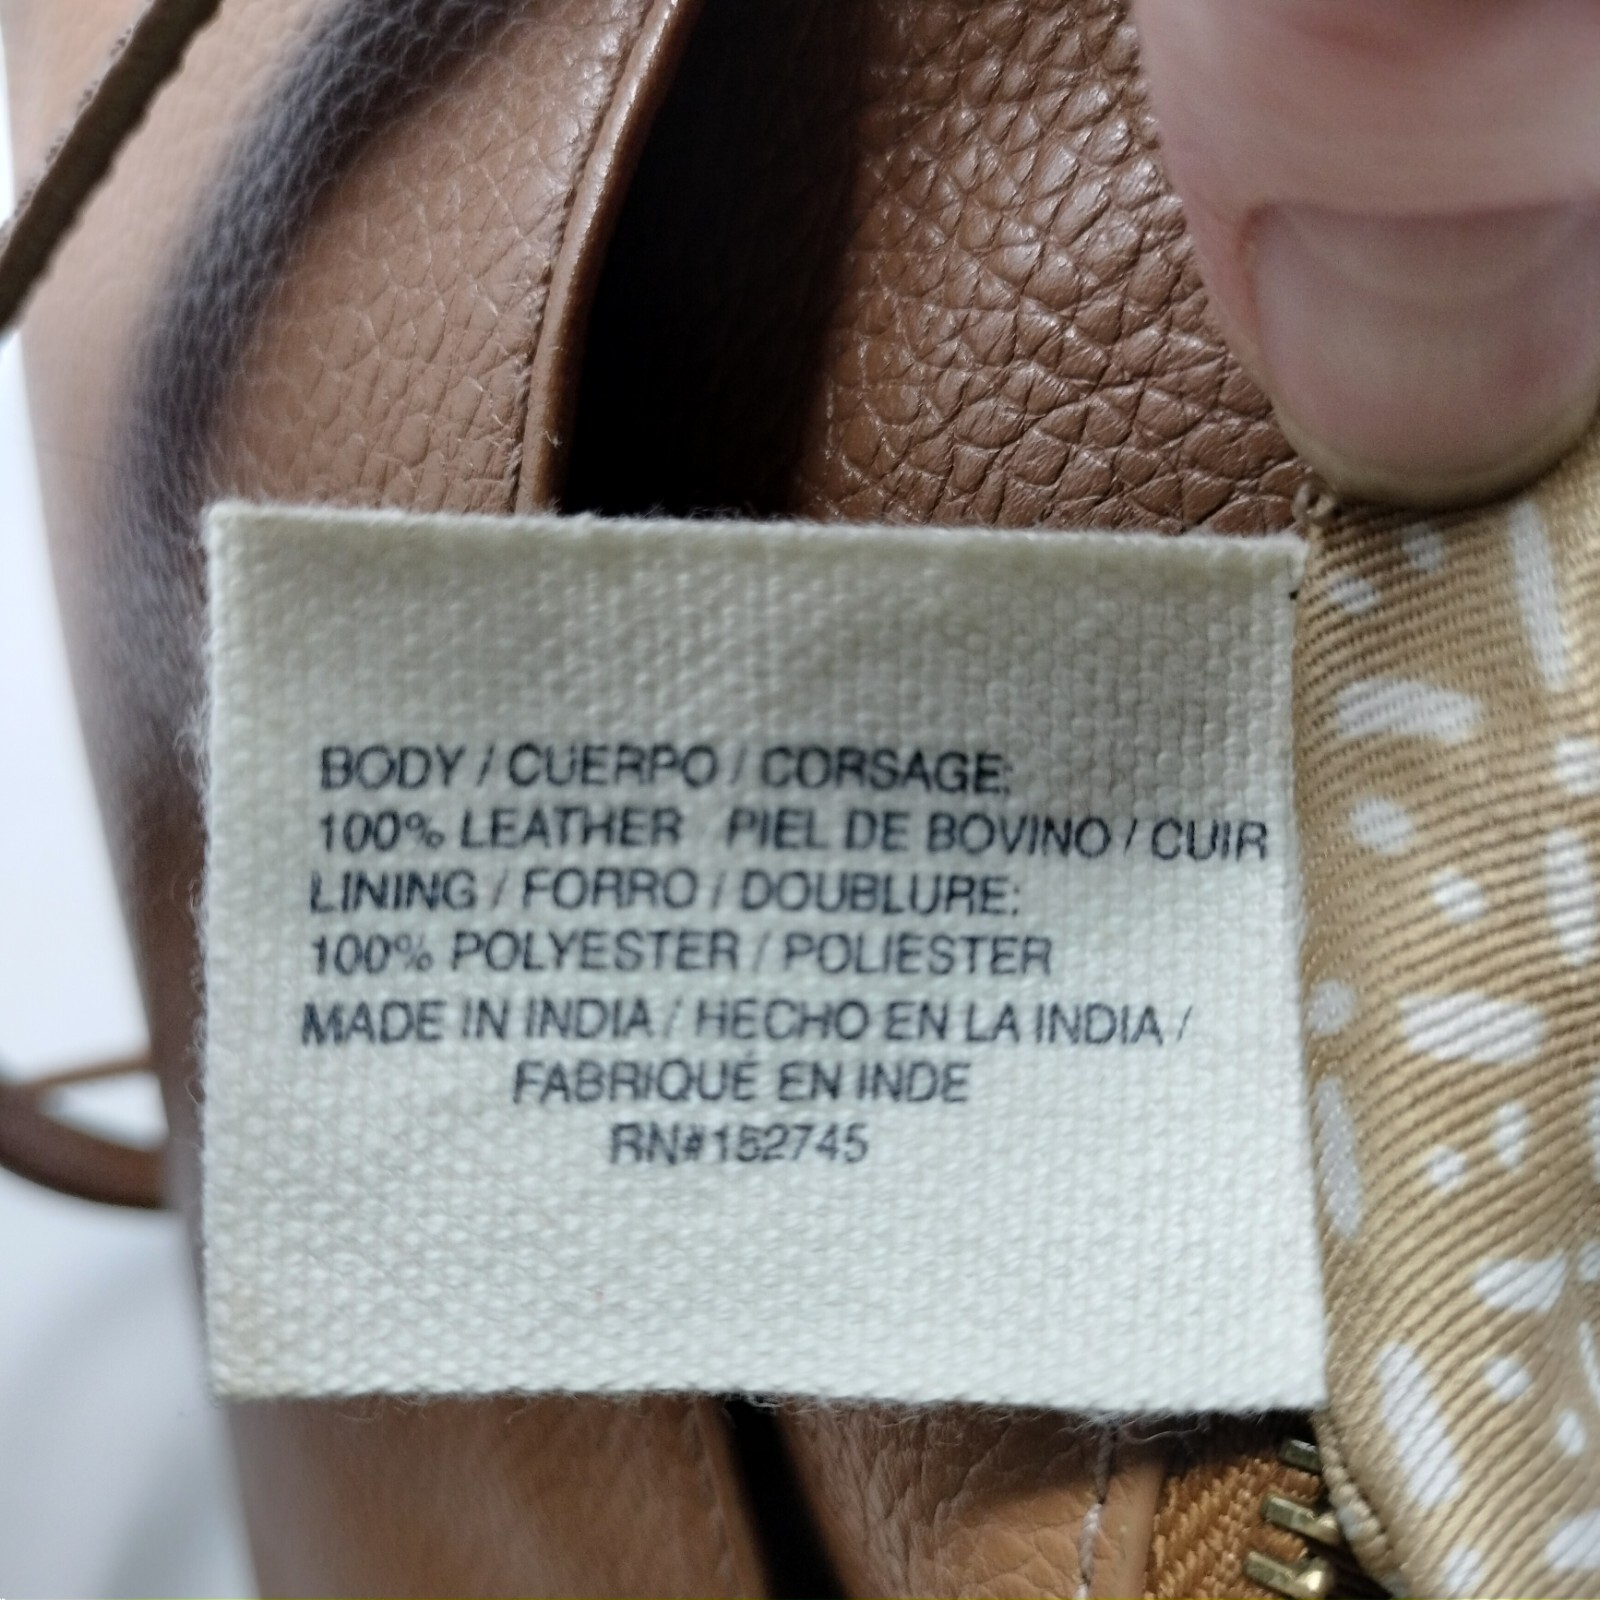 BODY / CUERPO / CORSAGE:
100% LEATHER PIEL DE BOVINO / CUIR
LINING / FORRO / DOUBLURE:
100% POLYESTER / POLIESTER
MADE IN INDIA / HECHO EN LA INDIA /
FABRIQUÉ EN INDE
RN#152745